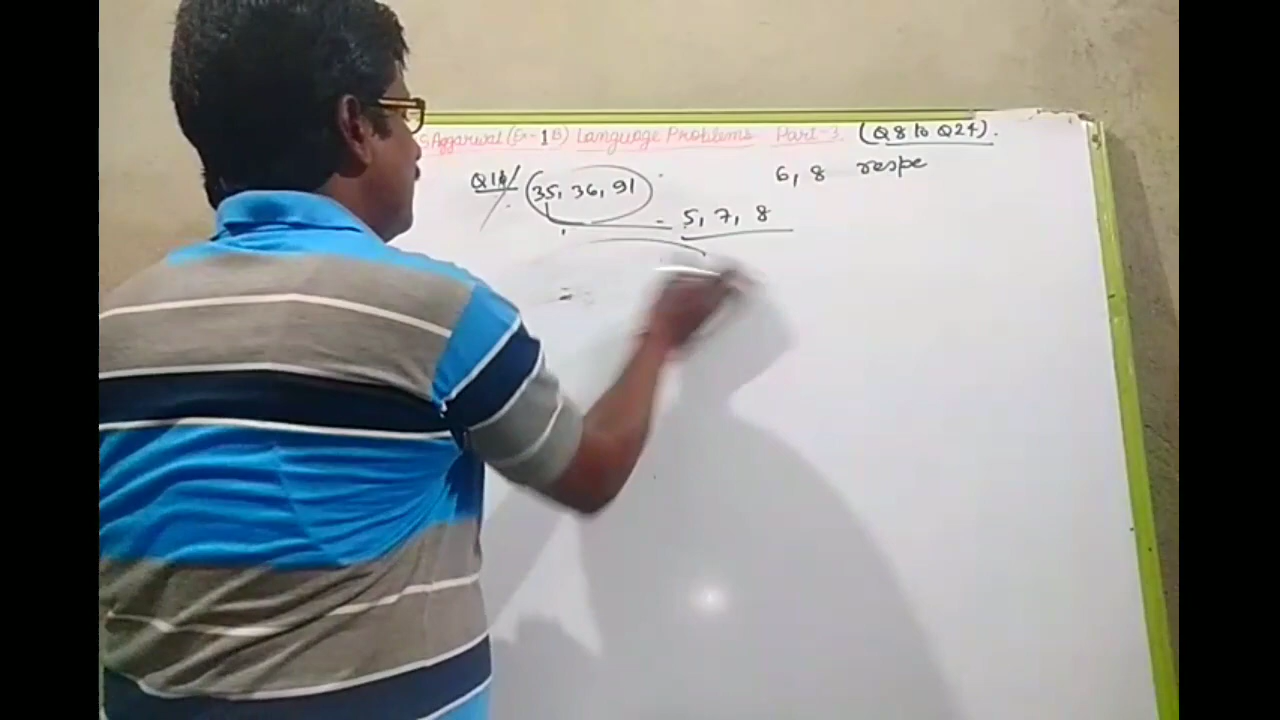 S Aggarwal (Ex-1B) Language Problems Part-3. (Q8 to Q24).
35, 36, 91
6, 8 respe
5, 7, 8